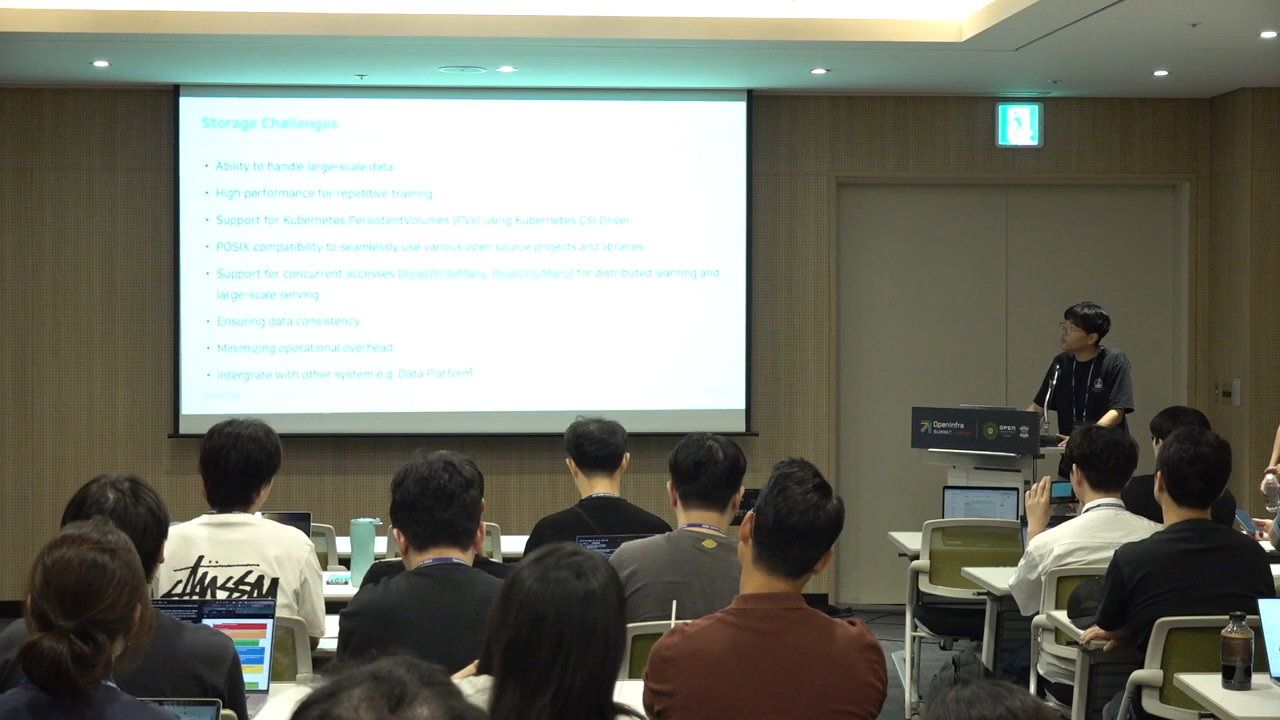 Storage Challenges
• Ability to handle large-scale data
• High performance for repetitive training
• Support for Kubernetes PersistentVolumes (PVs) using Kubernetes CSI Driver
• POSIX compatibility to seamlessly use various open source projects and libraries
• Support for concurrent accesses (ReadWriteMany, ReadOnlyMany) for distributed learning and
large-scale serving
• Ensuring data consistency
• Minimizing operational overhead
• Intergrate with other system e.g. Data Platform
OpenInfra
SUMMIT
OPEN